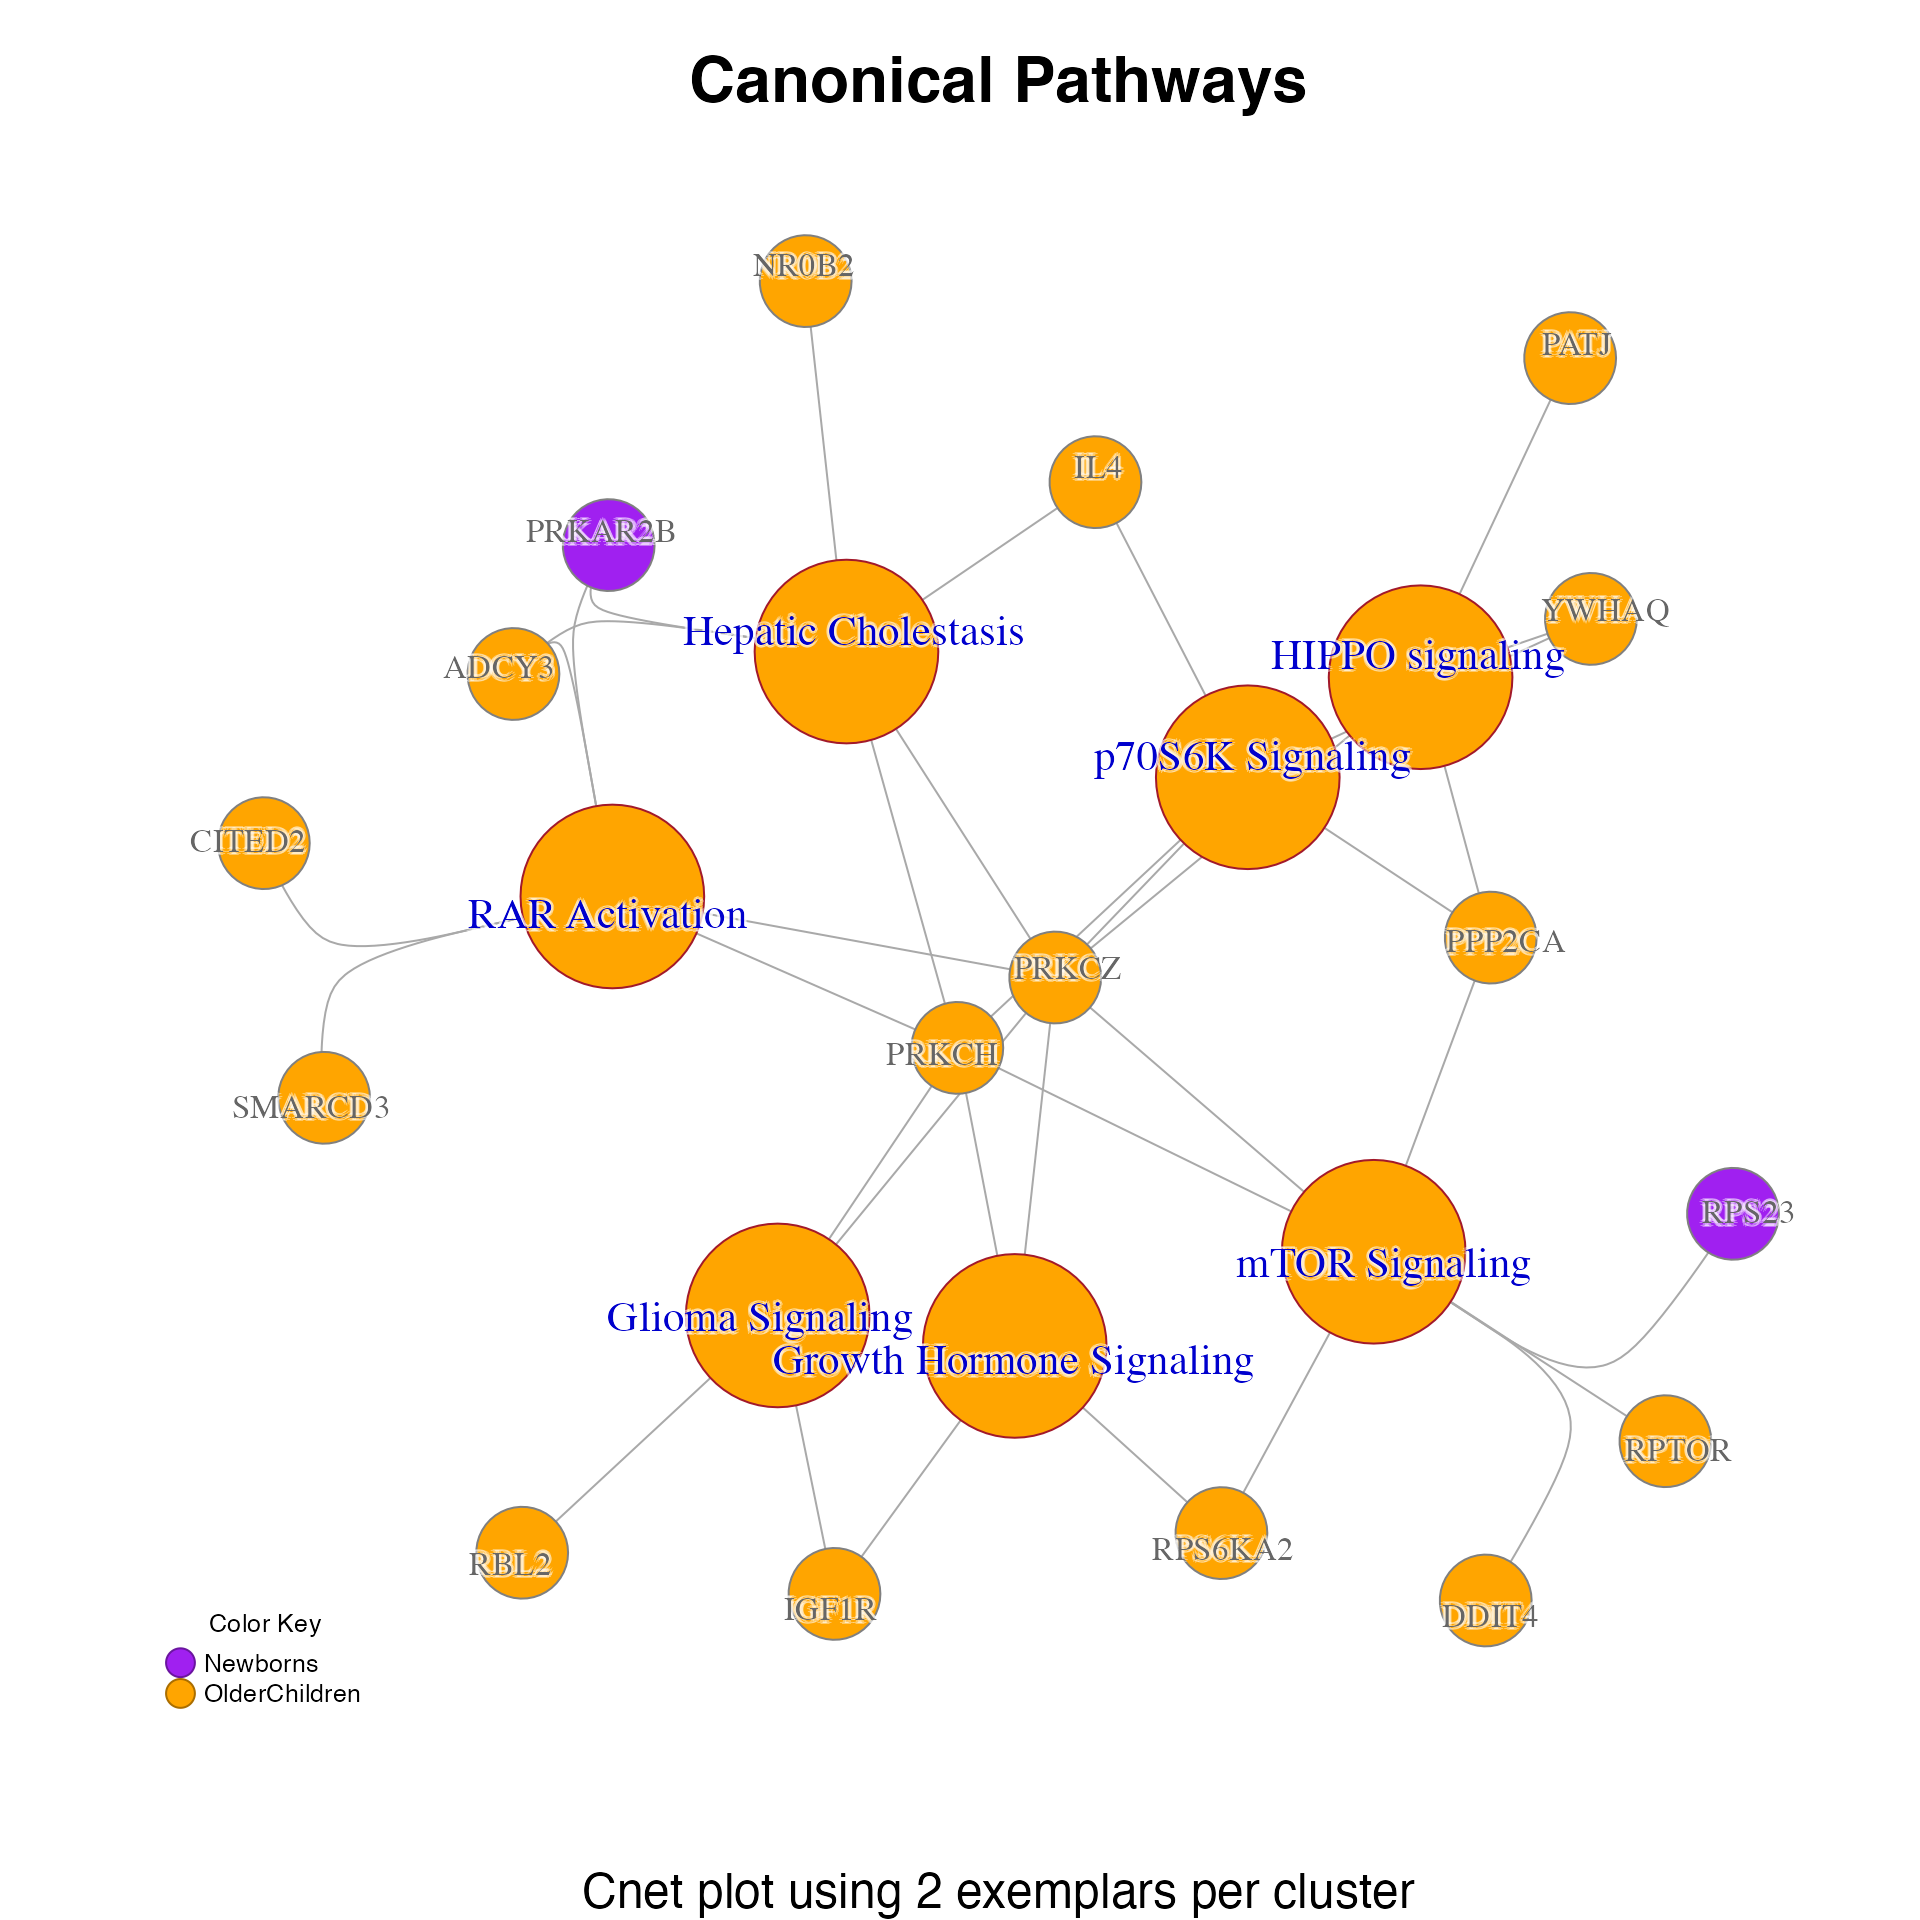 Canonical Pathways
NR0B2
PATJ
IL4
PRKAR2B
YWHAQ
Hepatic Cholestasis
HIPPO signaling
ADCY3
p70S6K Signaling
CITED2
RAR Activation
PPP2CA
PRKCZ
PRKCH
SMARCD3
RPS23
mTOR Signaling
Glioma Signaling
Growth Hormone Signaling
RPTOR
RPS6KA2
RBL2
IGF1R
DDIT4
Color Key
Newborns
OlderChildren
Cnet plot using 2 exemplars per cluster